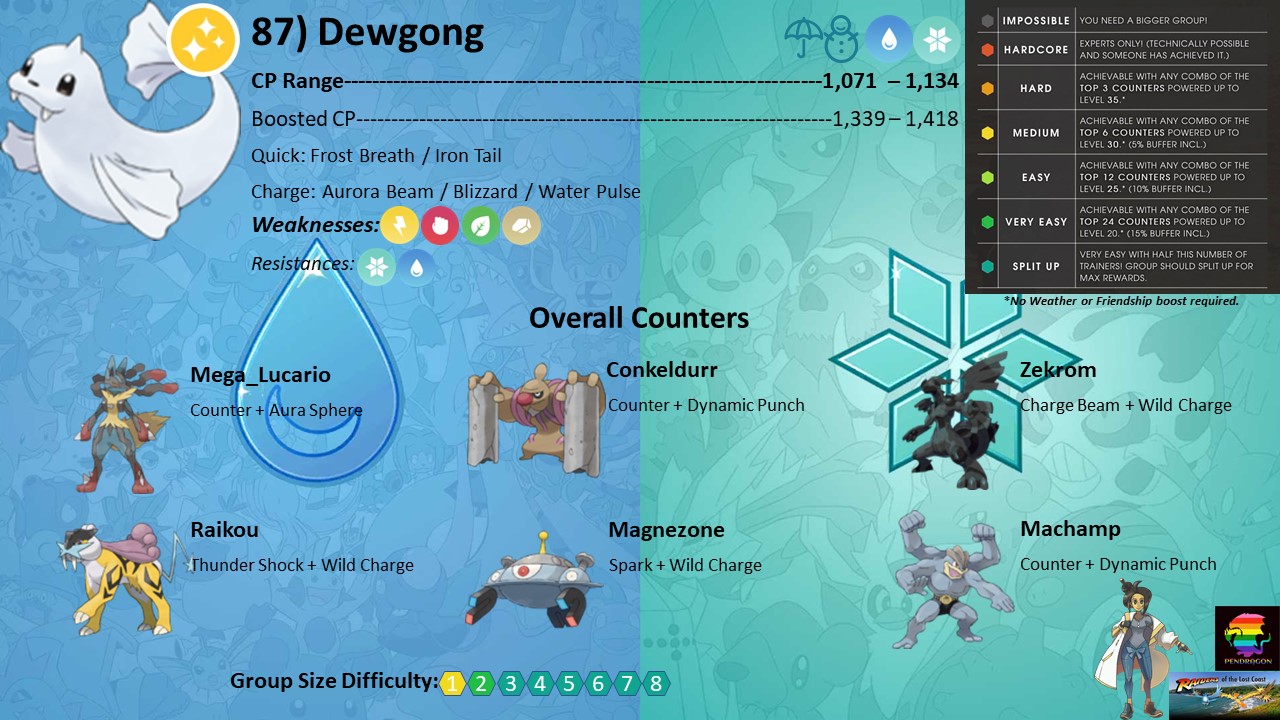 87) Dewgong
CP Range---------------------------------------------------------------------1,071 – 1,134
Boosted CP--------------------------------------------------------------------1,339 – 1,418
Quick: Frost Breath / Iron Tail
Charge: Aurora Beam / Blizzard / Water Pulse
Weaknesses:
Resistances:
IMPOSSIBLE YOU NEED A BIGGER GROUP!
HARDCORE EXPERTS ONLY! (TECHNICALLY POSSIBLE
AND SOMEONE HAS ACHIEVED IT.)
HARD ACHIEVABLE WITH ANY COMBO OF THE
TOP 3 COUNTERS POWERED UP TO
LEVEL 35.*
MEDIUM ACHIEVABLE WITH ANY COMBO OF THE
TOP 6 COUNTERS POWERED UP TO
LEVEL 30.* (5% BUFFER INCL.)
EASY ACHIEVABLE WITH ANY COMBO OF THE
TOP 12 COUNTERS POWERED UP TO
LEVEL 25.* (10% BUFFER INCL.)
VERY EASY ACHIEVABLE WITH ANY COMBO OF THE
TOP 24 COUNTERS POWERED UP TO
LEVEL 20.* (15% BUFFER INCL.)
SPLIT UP VERY EASY WITH HALF THIS NUMBER OF
TRAINERS! GROUP SHOULD SPLIT UP FOR
MAX REWARDS.
*No Weather or Friendship boost required.
Overall Counters
Mega_Lucario
Counter + Aura Sphere
Conkeldurr
Counter + Dynamic Punch
Zekrom
Charge Beam + Wild Charge
Raikou
Thunder Shock + Wild Charge
Magnezone
Spark + Wild Charge
Machamp
Counter + Dynamic Punch
Group Size Difficulty: 1 2 3 4 5 6 7 8
PENDRAGON
RAIDERS of the Lost Coast